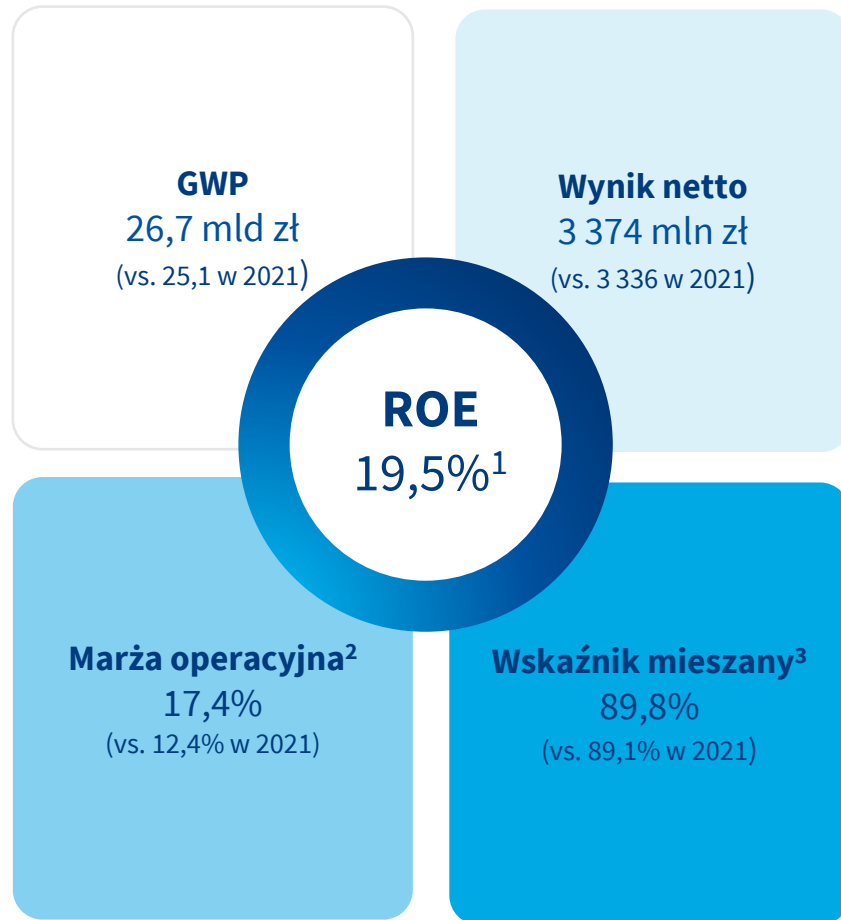 GWP
26,7 mld zł
(vs. 25,1 w 2021)
Wynik netto
3 374 mln zł
(vs. 3 336 w 2021)
ROE
19,5%¹
Marża operacyjna²
17,4%
(vs. 12,4% w 2021)
Wskaźnik mieszany³
89,8%
(vs. 89,1% w 2021)